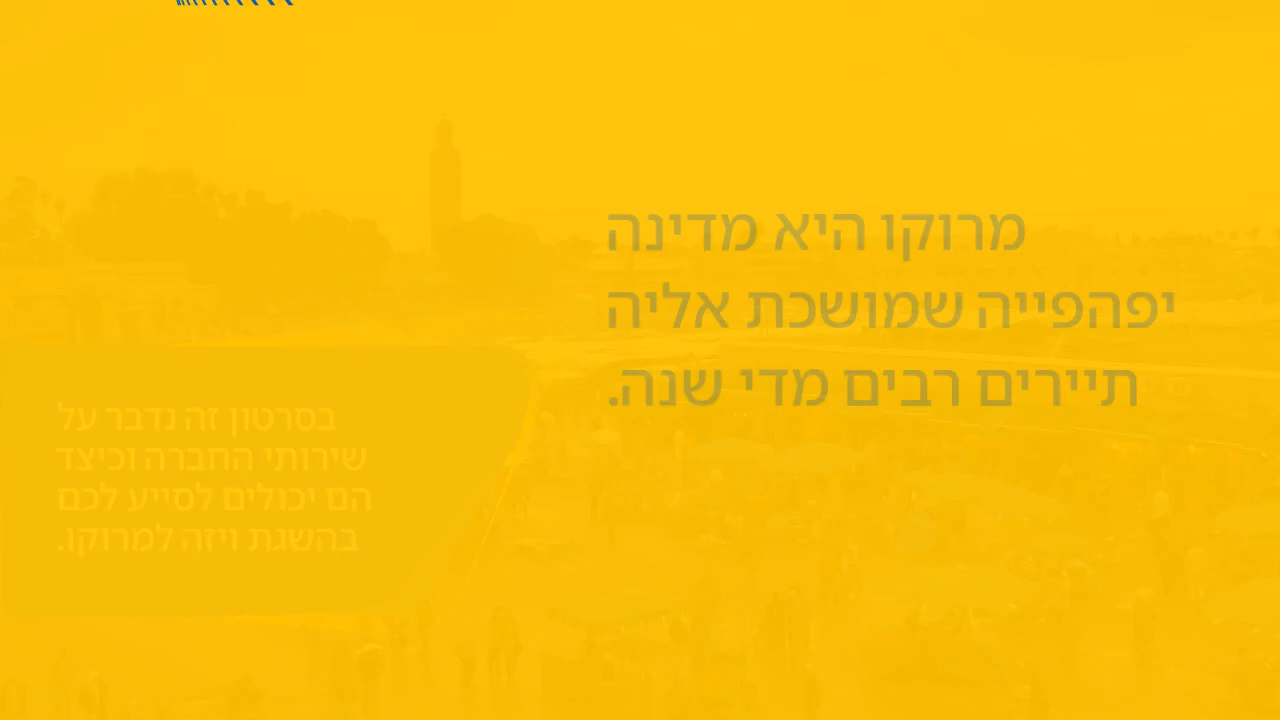 מרוקו היא מדינה
יפהפייה שמושכת אליה
תיירים רבים מדי שנה.
בסרטון זה נדבר על
שירותי החברה וכיצד
הם יכולים לסייע לכם
בהשגת ויזה למרוקו.